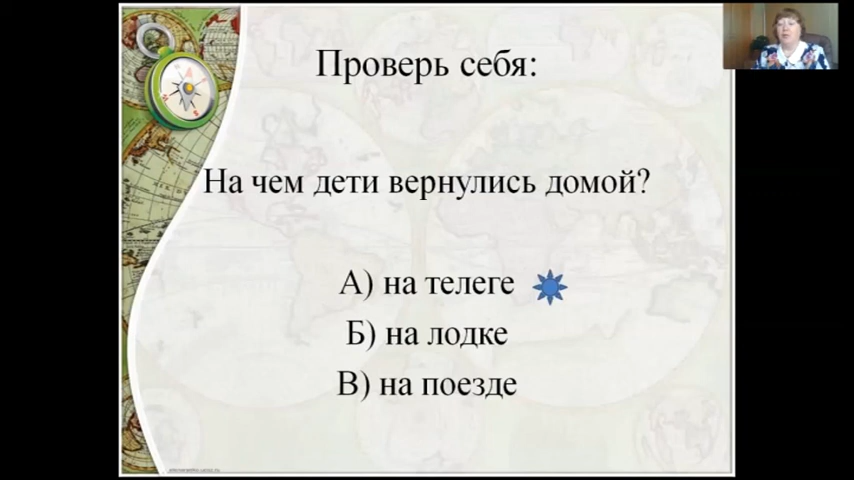 Проверь себя:
На чем дети вернулись домой?
А) на телеге
Б) на лодке
В) на поезде